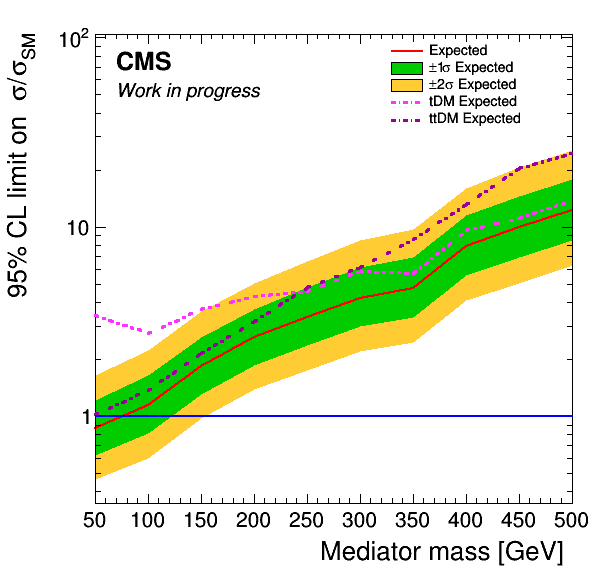 CMS
Work in progress
Expected
±1σ Expected
±2σ Expected
tDM Expected
ttDM Expected
95% CL limit on σ/σSM
10²
10
1
50 100 150 200 250 300 350 400 450 500
Mediator mass [GeV]